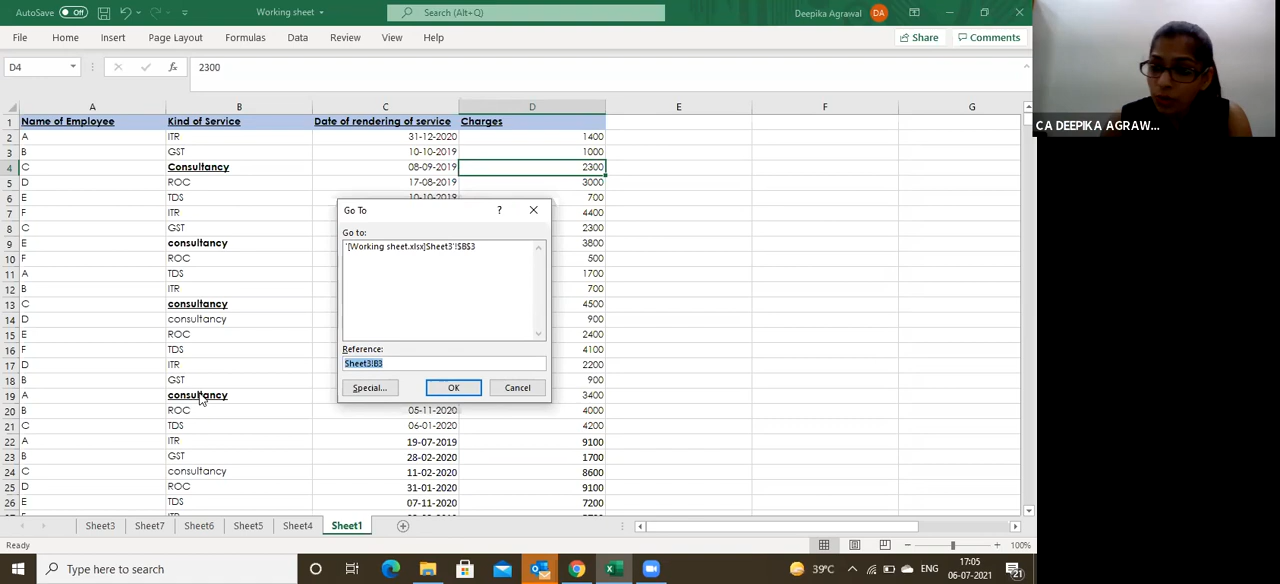 AutoSave Off Working sheet Search (Alt+Q) Deepika Agrawal DA
File Home Insert Page Layout Formulas Data Review View Help Share Comments
D4 fx 2300
A B C D E F G
1 Name of Employee Kind of Service Date of rendering of service Charges
2 A ITR 31-12-2020 1400
3 B GST 10-10-2019 1000
4 C Consultancy 08-09-2019 2300
5 D ROC 17-08-2019 3000
6 E TDS 10-10-2019 700
7 F ITR 4400
8 C GST 2300
9 E consultancy 3800
10 F ROC 500
11 A TDS 1700
12 B ITR 700
13 C consultancy 4500
14 D consultancy 900
15 E ROC 2400
16 F TDS 4100
17 D ITR 2200
18 B GST 900
19 A consultancy 3400
20 B ROC 05-11-2020 4000
21 C TDS 06-01-2020 4200
22 A ITR 19-07-2019 9100
23 B GST 28-02-2020 1700
24 C consultancy 11-02-2020 8600
25 D ROC 31-01-2020 9100
26 E TDS 07-11-2020 7200
Go To ?
Go to:
'[Working sheet.xlsx]Sheet3'!$B$3
Reference:
Sheet3!B3
Special... OK Cancel
Sheet3 Sheet7 Sheet6 Sheet5 Sheet4 Sheet1
Ready 100%
Type here to search 39°C ENG 17:05
06-07-2021 21
CA DEEPIKA AGRAW...